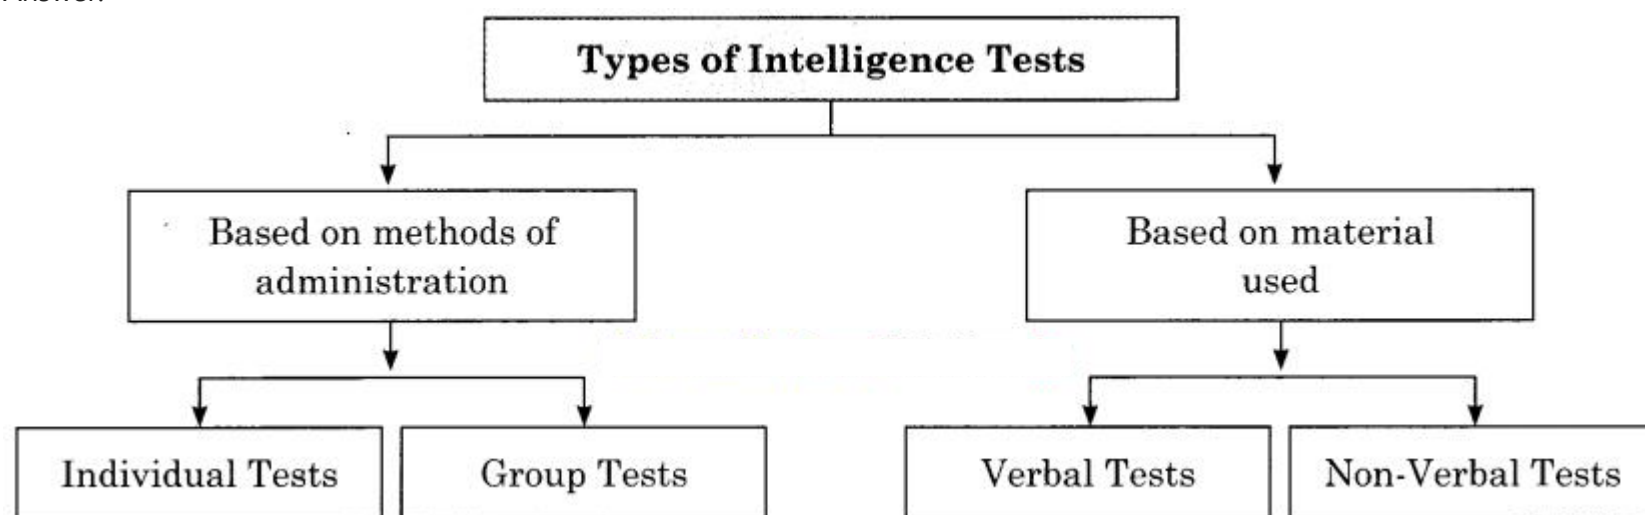 Types of Intelligence Tests
Based on methods of
administration
Based on material
used
Individual Tests
Group Tests
Verbal Tests
Non-Verbal Tests